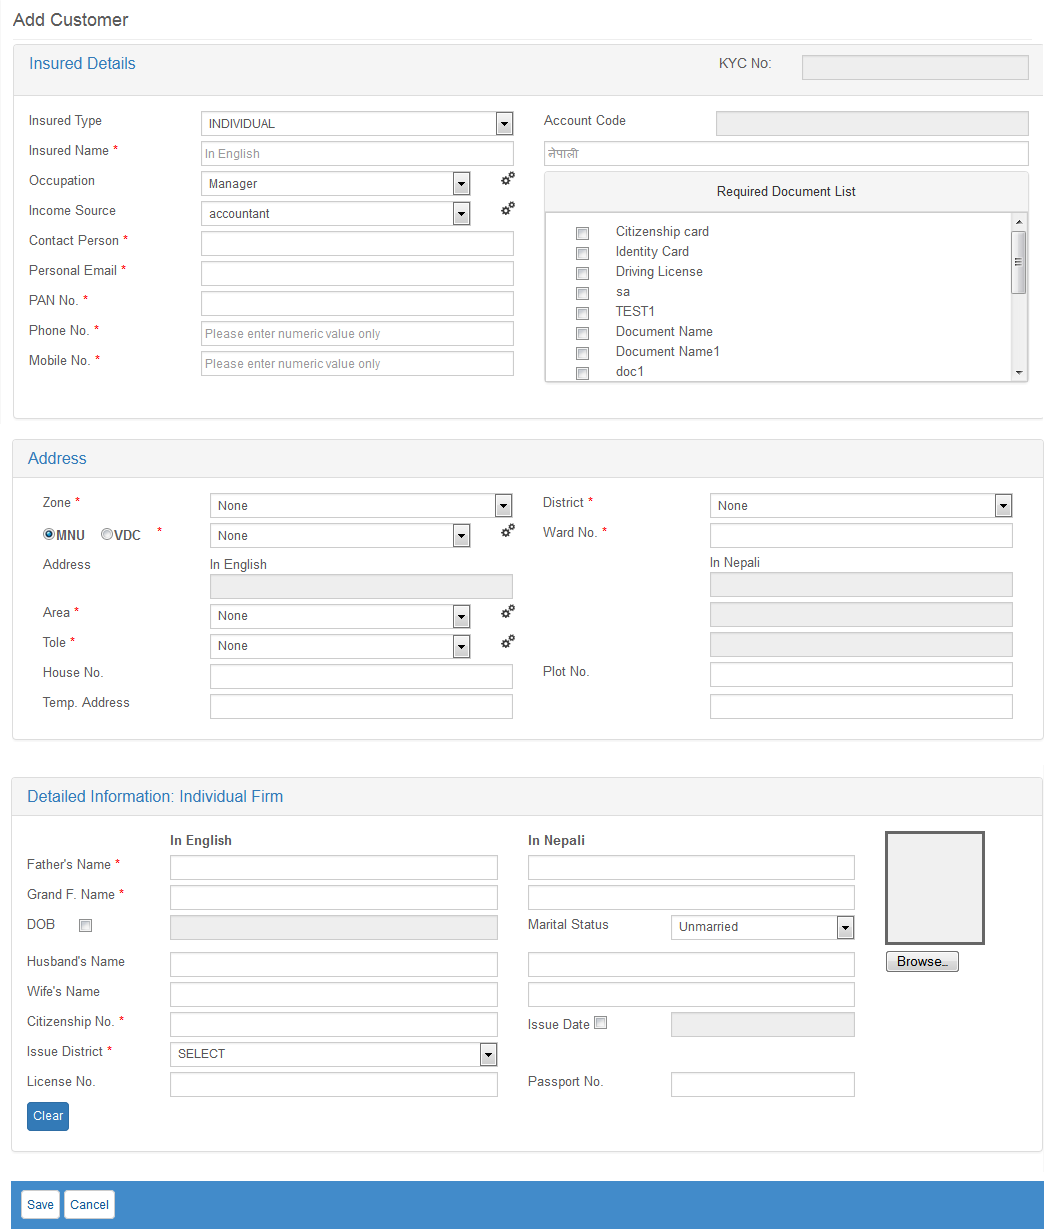 Add Customer
Insured Details KYC No:
Insured Type INDIVIDUAL Account Code
Insured Name * In English नेपाली
Occupation Manager Required Document List
Income Source accountant
Contact Person *
Personal Email *
PAN No. *
Phone No. * Please enter numeric value only
Mobile No. * Please enter numeric value only
Citizenship card
Identity Card
Driving License
sa
TEST1
Document Name
Document Name1
doc1
Address
Zone * None District * None
MNU VDC * None Ward No. *
Address In English In Nepali
Area * None
Tole * None
House No. Plot No.
Temp. Address
Detailed Information: Individual Firm
In English In Nepali
Father's Name *
Grand F. Name *
DOB Marital Status Unmarried
Husband's Name Browse...
Wife's Name
Citizenship No. * Issue Date
Issue District * SELECT
License No. Passport No.
Clear
Save Cancel